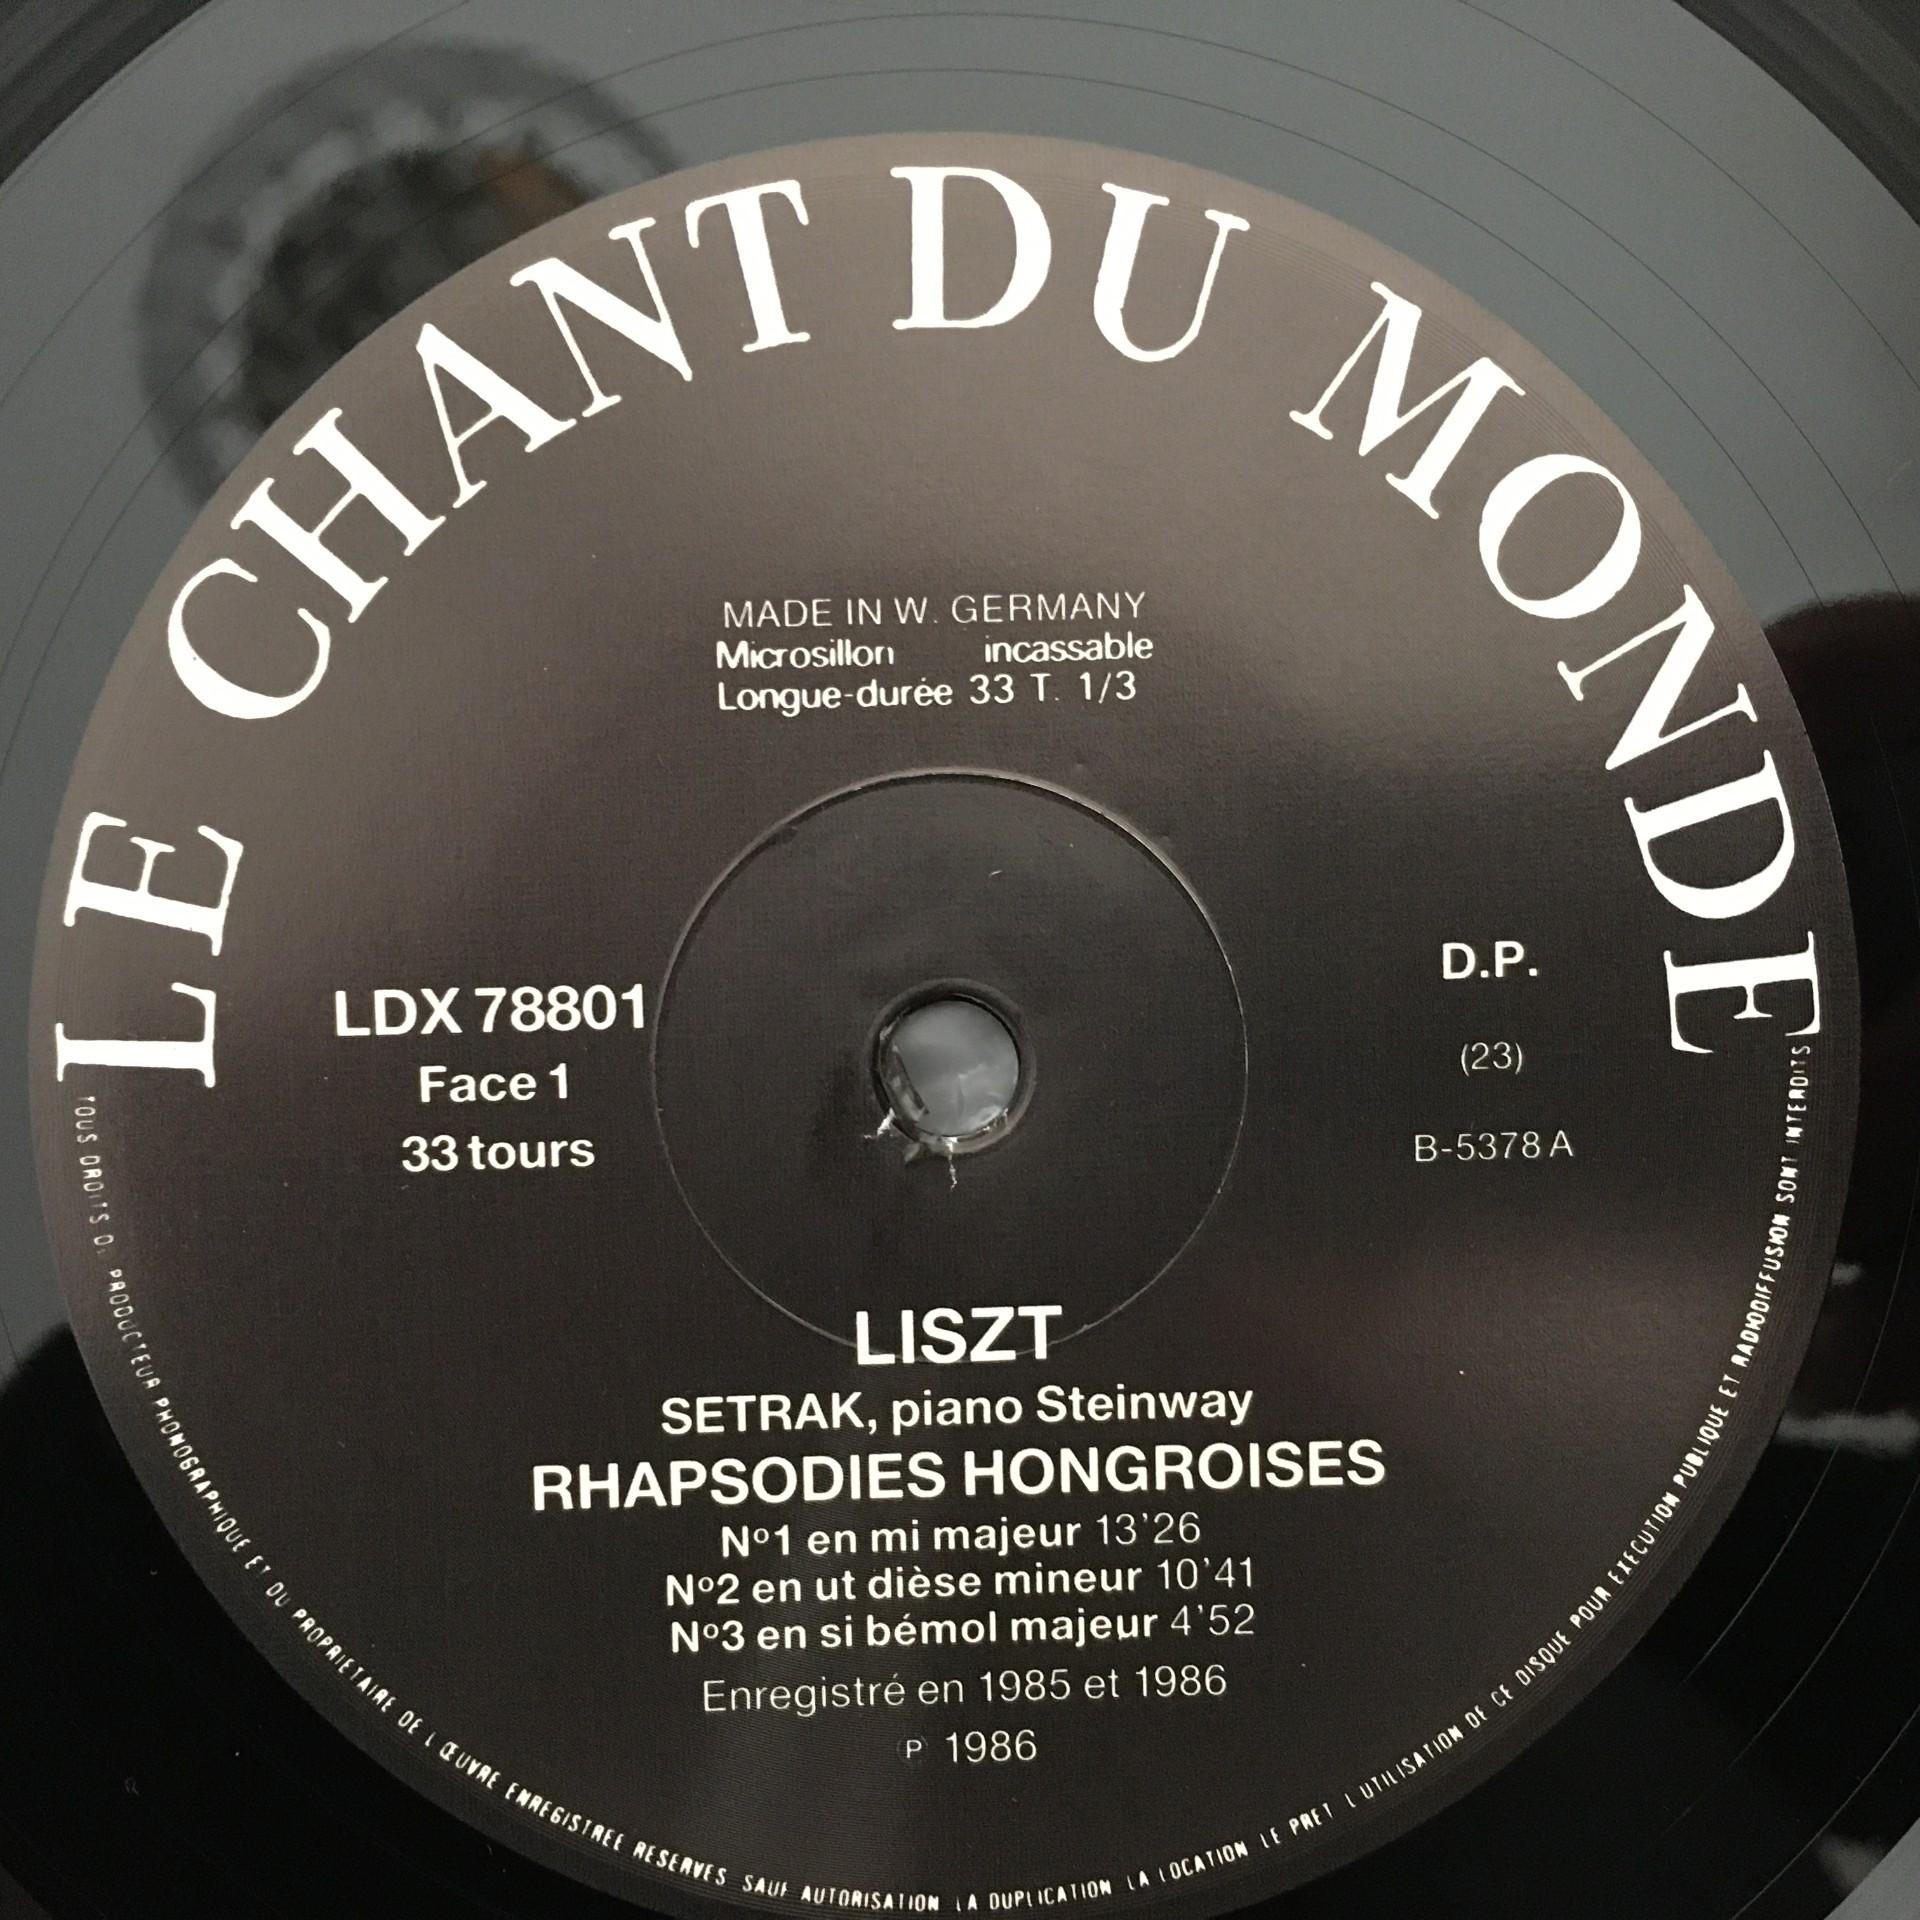 LE CHANT DU MONDE
MADE IN W. GERMANY
Microsillon incassable
Longue-durée 33 T. 1/3
LDX 78801
Face 1
33 tours
D.P.
(23)
B-5378 A
LISZT
SETRAK, piano Steinway
RHAPSODIES HONGROISES
Nº1 en mi majeur 13'26
Nº2 en ut dièse mineur 10'41
Nº3 en si bémol majeur 4'52
Enregistré en 1985 et 1986
℗ 1986
TOUS DROITS DU PRODUCTEUR PHONOGRAPHIQUE ET DU PROPRIETAIRE DE L ŒUVRE ENREGISTREE RESERVES SAUF AUTORISATION LA DUPLICATION LA LOCATION LE PRET L UTILISATION DE CE DISQUE POUR EXECUTION PUBLIQUE ET RADIODIFFUSION SONT INTERDITS